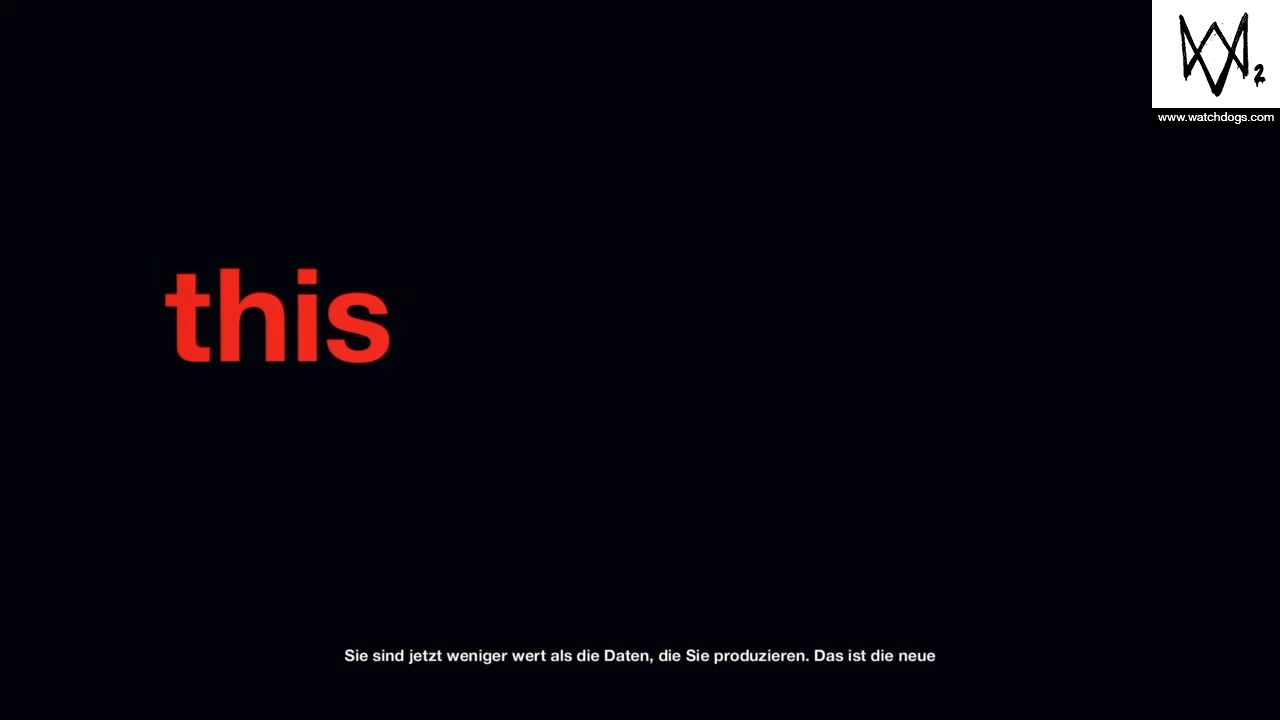 2
www.watchdogs.com
this
Sie sind jetzt weniger wert als die Daten, die Sie produzieren. Das ist die neue